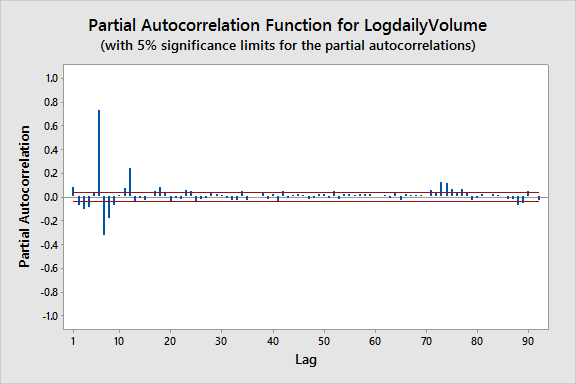 Partial Autocorrelation Function for LogdailyVolume
(with 5% significance limits for the partial autocorrelations)
Partial Autocorrelation
1.0
0.8
0.6
0.4
0.2
0.0
-0.2
-0.4
-0.6
-0.8
-1.0
1 10 20 30 40 50 60 70 80 90
Lag